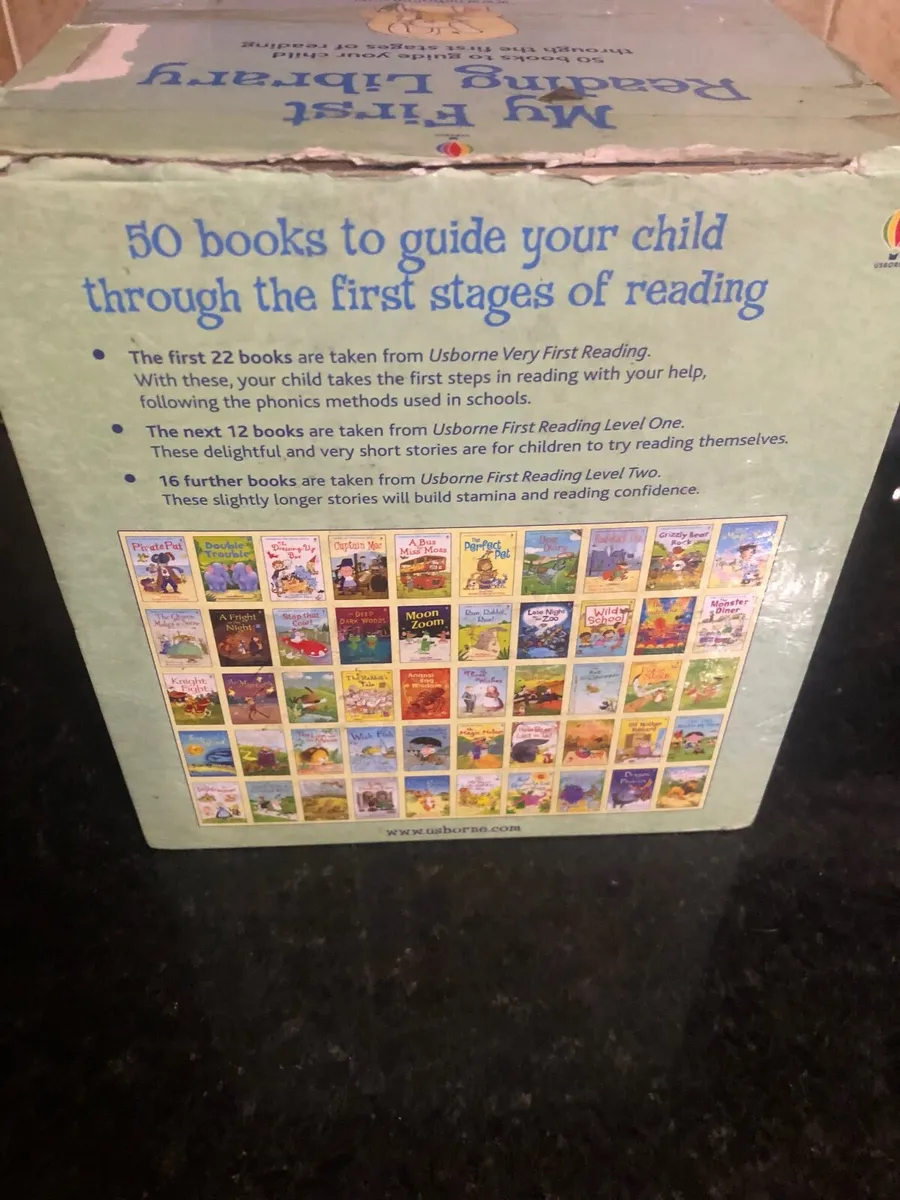 My First
Reading Library
50 books to guide your child
through the first stages of reading
USBORNE
50 books to guide your child
through the first stages of reading
• The first 22 books are taken from Usborne Very First Reading.
With these, your child takes the first steps in reading with your help,
following the phonics methods used in schools.
• The next 12 books are taken from Usborne First Reading Level One.
These delightful and very short stories are for children to try reading themselves.
• 16 further books are taken from Usborne First Reading Level Two.
These slightly longer stories will build stamina and reading confidence.
Pirate Pat
Double Trouble
The Dressing-Up Box
Captain Mac
A Bus for Miss Moss
The Perfect Pet
Grizzly Bear Rock
A Fright Night
Stop that Cow!
The Deep Dark Woods
Moon Zoom
Run, Rabbit, Run!
Late Night at the Zoo
Wild School
The Monster Diner
Knight Fight
The Rabbit's Tale
Old Mother Hubbard
www.usborne.com